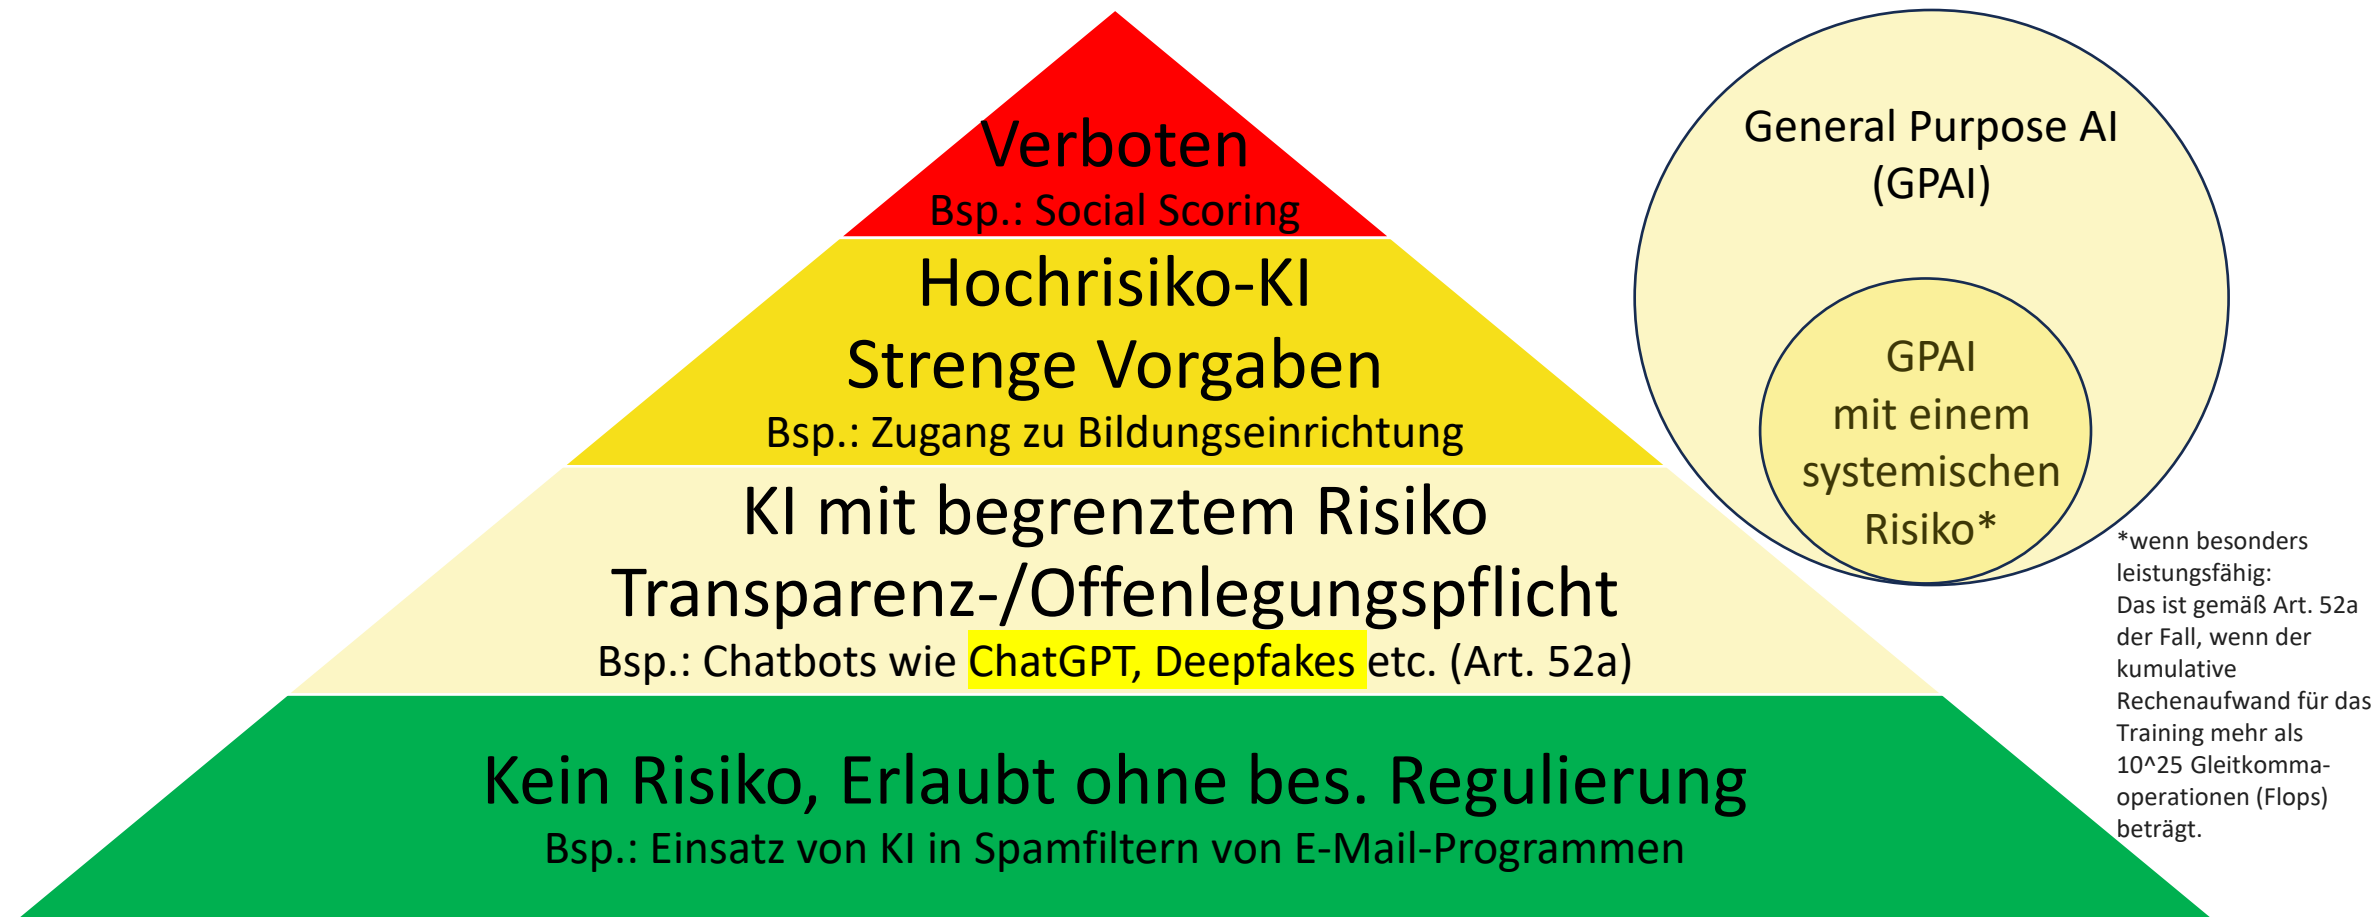 Verboten
Bsp.: Social Scoring
Hochrisiko-KI
Strenge Vorgaben
Bsp.: Zugang zu Bildungseinrichtung
KI mit begrenztem Risiko
Transparenz-/Offenlegungspflicht
Bsp.: Chatbots wie ChatGPT, Deepfakes etc. (Art. 52a)
Kein Risiko, Erlaubt ohne bes. Regulierung
Bsp.: Einsatz von KI in Spamfiltern von E-Mail-Programmen
General Purpose AI
(GPAI)
GPAI
mit einem
systemischen
Risiko*
*wenn besonders
leistungsfähig:
Das ist gemäß Art. 52a
der Fall, wenn der
kumulative
Rechenaufwand für das
Training mehr als
10^25 Gleitkomma-
operationen (Flops)
beträgt.